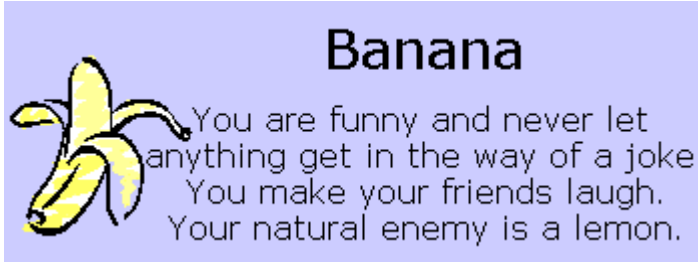 Banana
You are funny and never let
anything get in the way of a joke
You make your friends laugh.
Your natural enemy is a lemon.